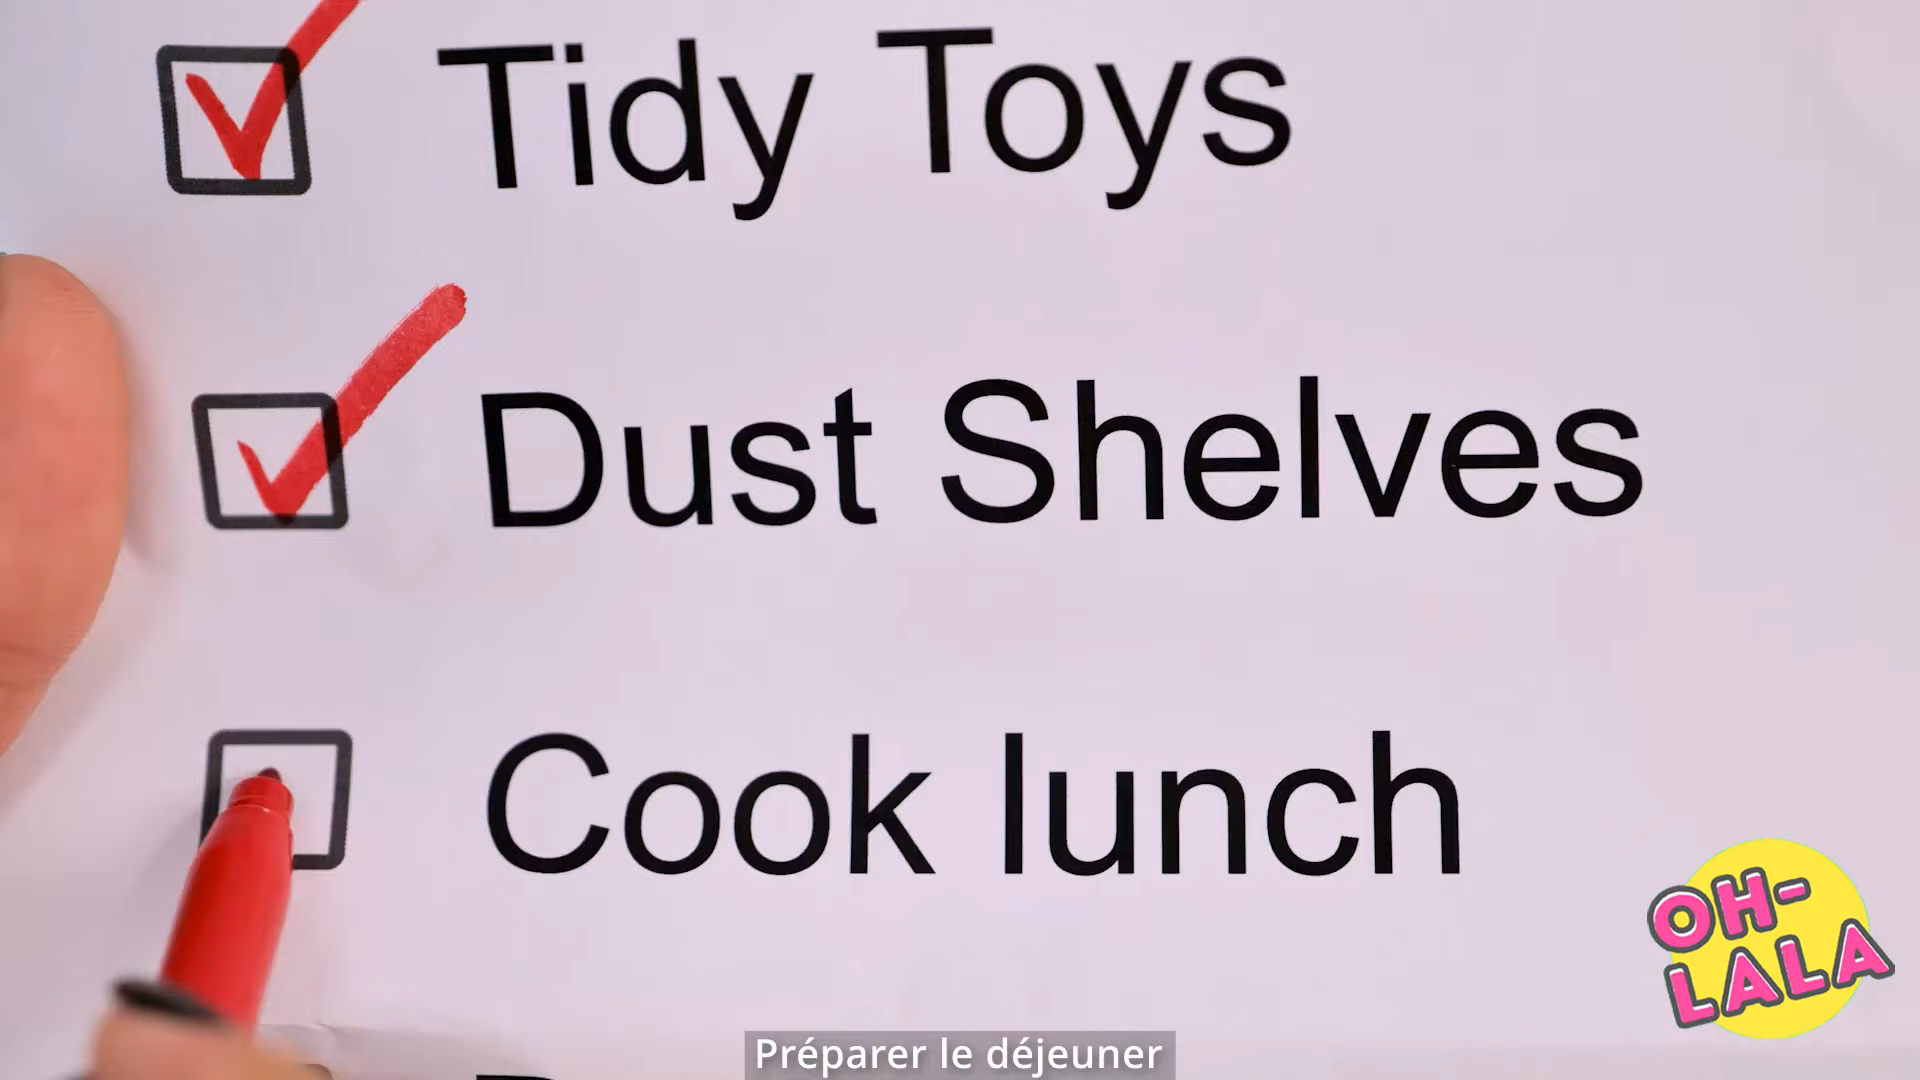 Tidy Toys
Dust Shelves
Cook lunch
OH-
LALA
Préparer le déjeuner